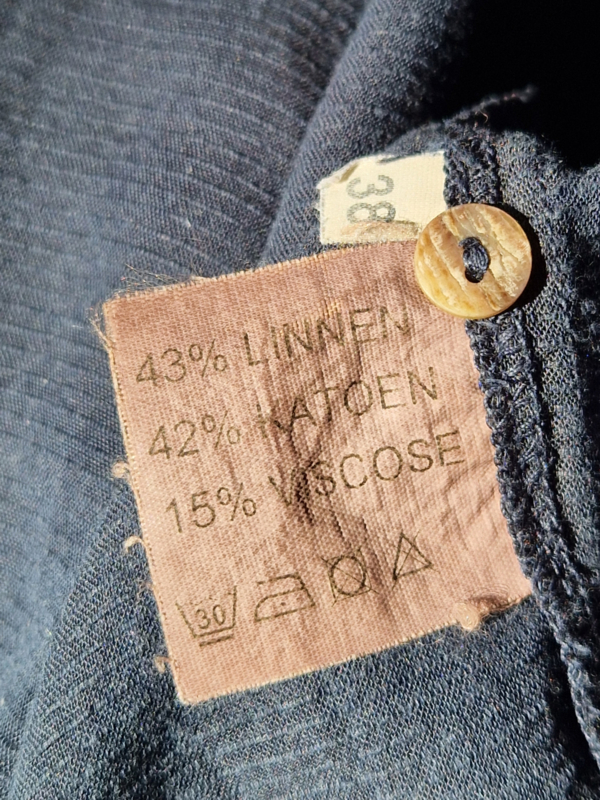 38
43% LINNEN
42% KATOEN
15% VISCOSE
30